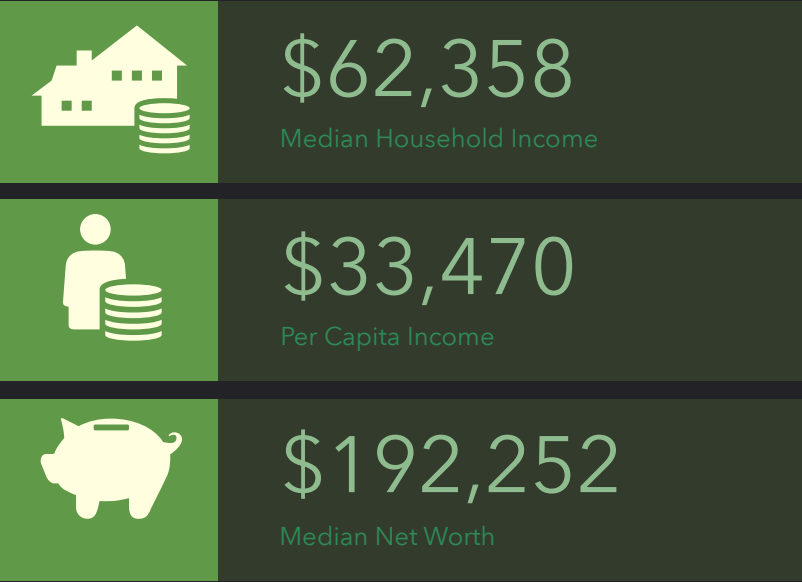 $62,358
Median Household Income
$33,470
Per Capita Income
$192,252
Median Net Worth